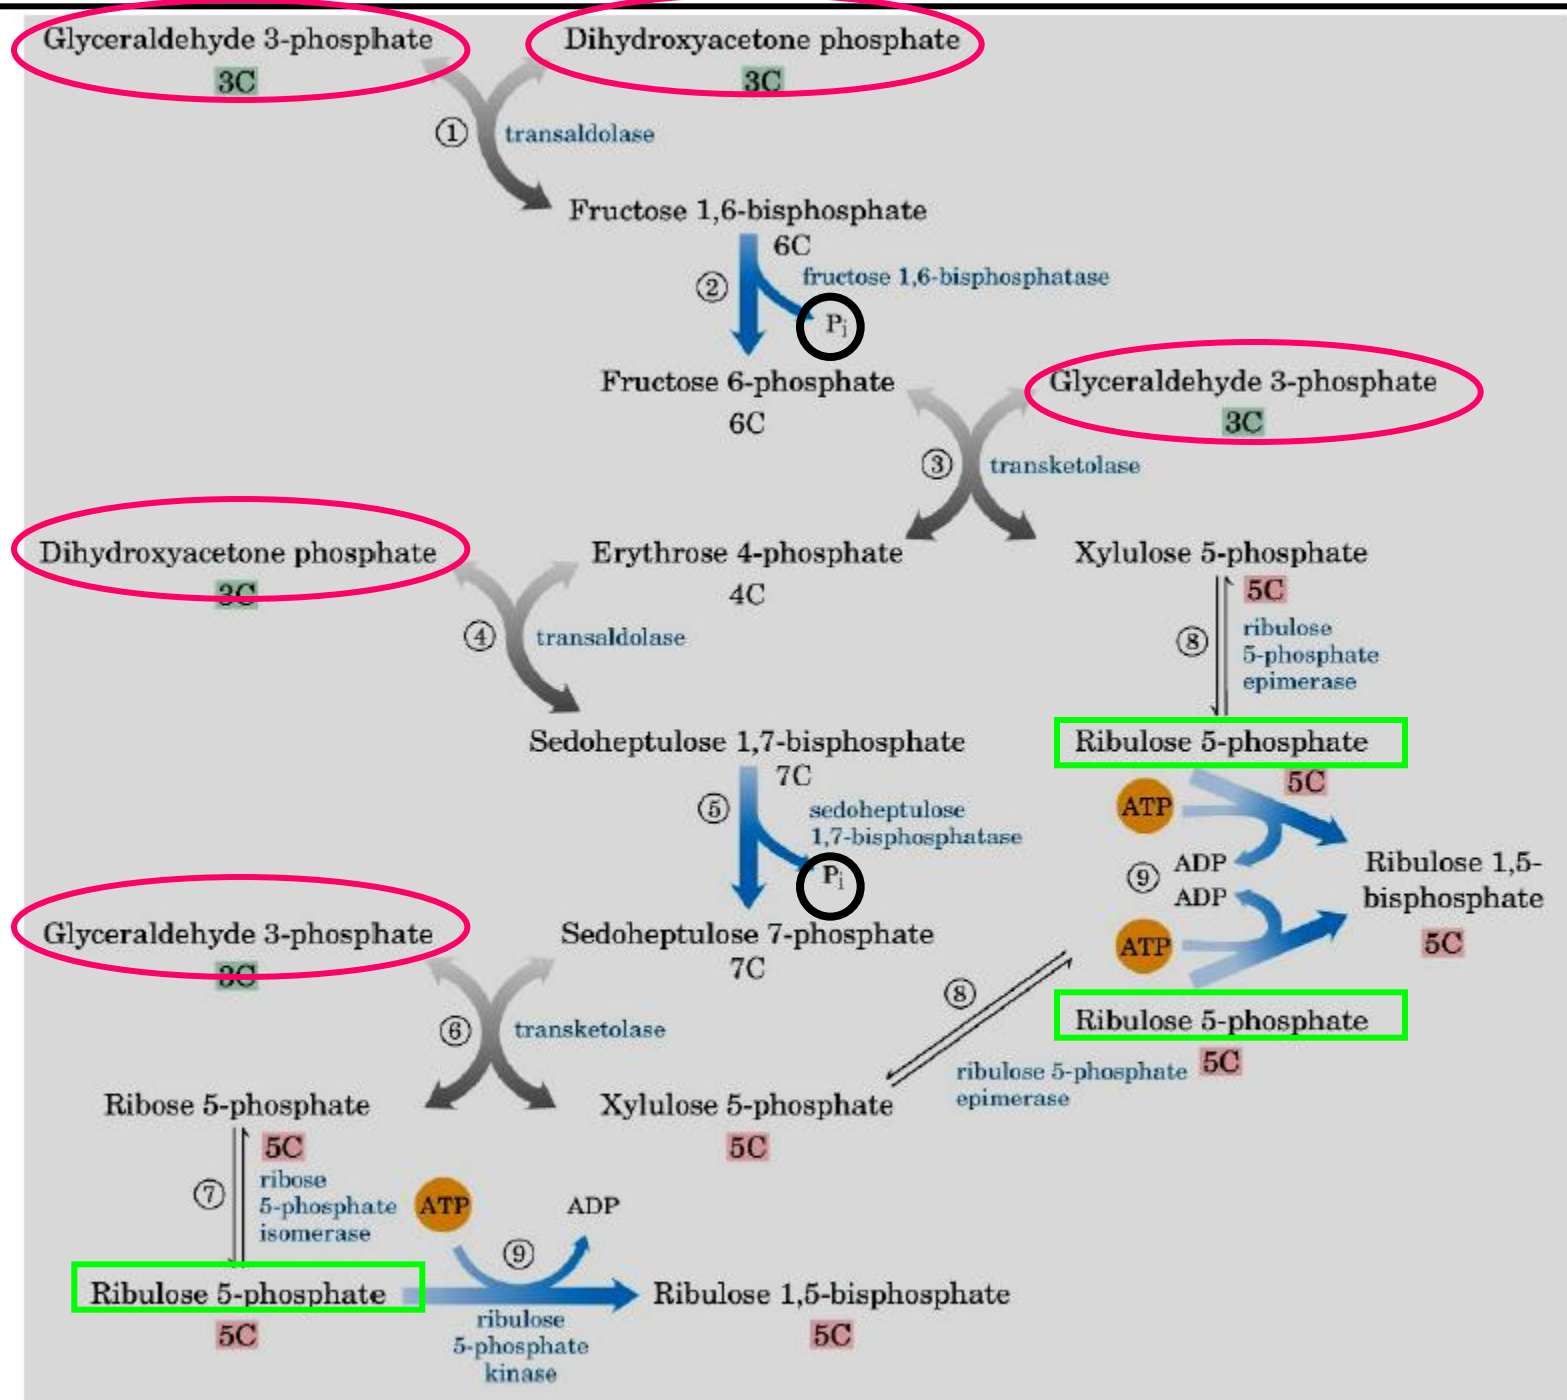 Glyceraldehyde 3-phosphate
3C
Dihydroxyacetone phosphate
3C
① transaldolase
Fructose 1,6-bisphosphate
6C
② fructose 1,6-bisphosphatase
Pi
Fructose 6-phosphate
6C
Glyceraldehyde 3-phosphate
3C
③ transketolase
Dihydroxyacetone phosphate
3C
Erythrose 4-phosphate
4C
Xylulose 5-phosphate
5C
④ transaldolase
⑧ ribulose
5-phosphate
epimerase
Sedoheptulose 1,7-bisphosphate
7C
Ribulose 5-phosphate
5C
⑤ sedoheptulose
1,7-bisphosphatase
Pi
ATP
ADP
⑨
ADP
ATP
Ribulose 1,5-
bisphosphate
5C
Glyceraldehyde 3-phosphate
3C
Sedoheptulose 7-phosphate
7C
Ribulose 5-phosphate
5C
⑥ transketolase
⑧
ribulose 5-phosphate
epimerase
Ribose 5-phosphate
5C
Xylulose 5-phosphate
5C
⑦ ribose
5-phosphate
isomerase
ATP
ADP
⑨
Ribulose 5-phosphate
5C
ribulose
5-phosphate
kinase
Ribulose 1,5-bisphosphate
5C